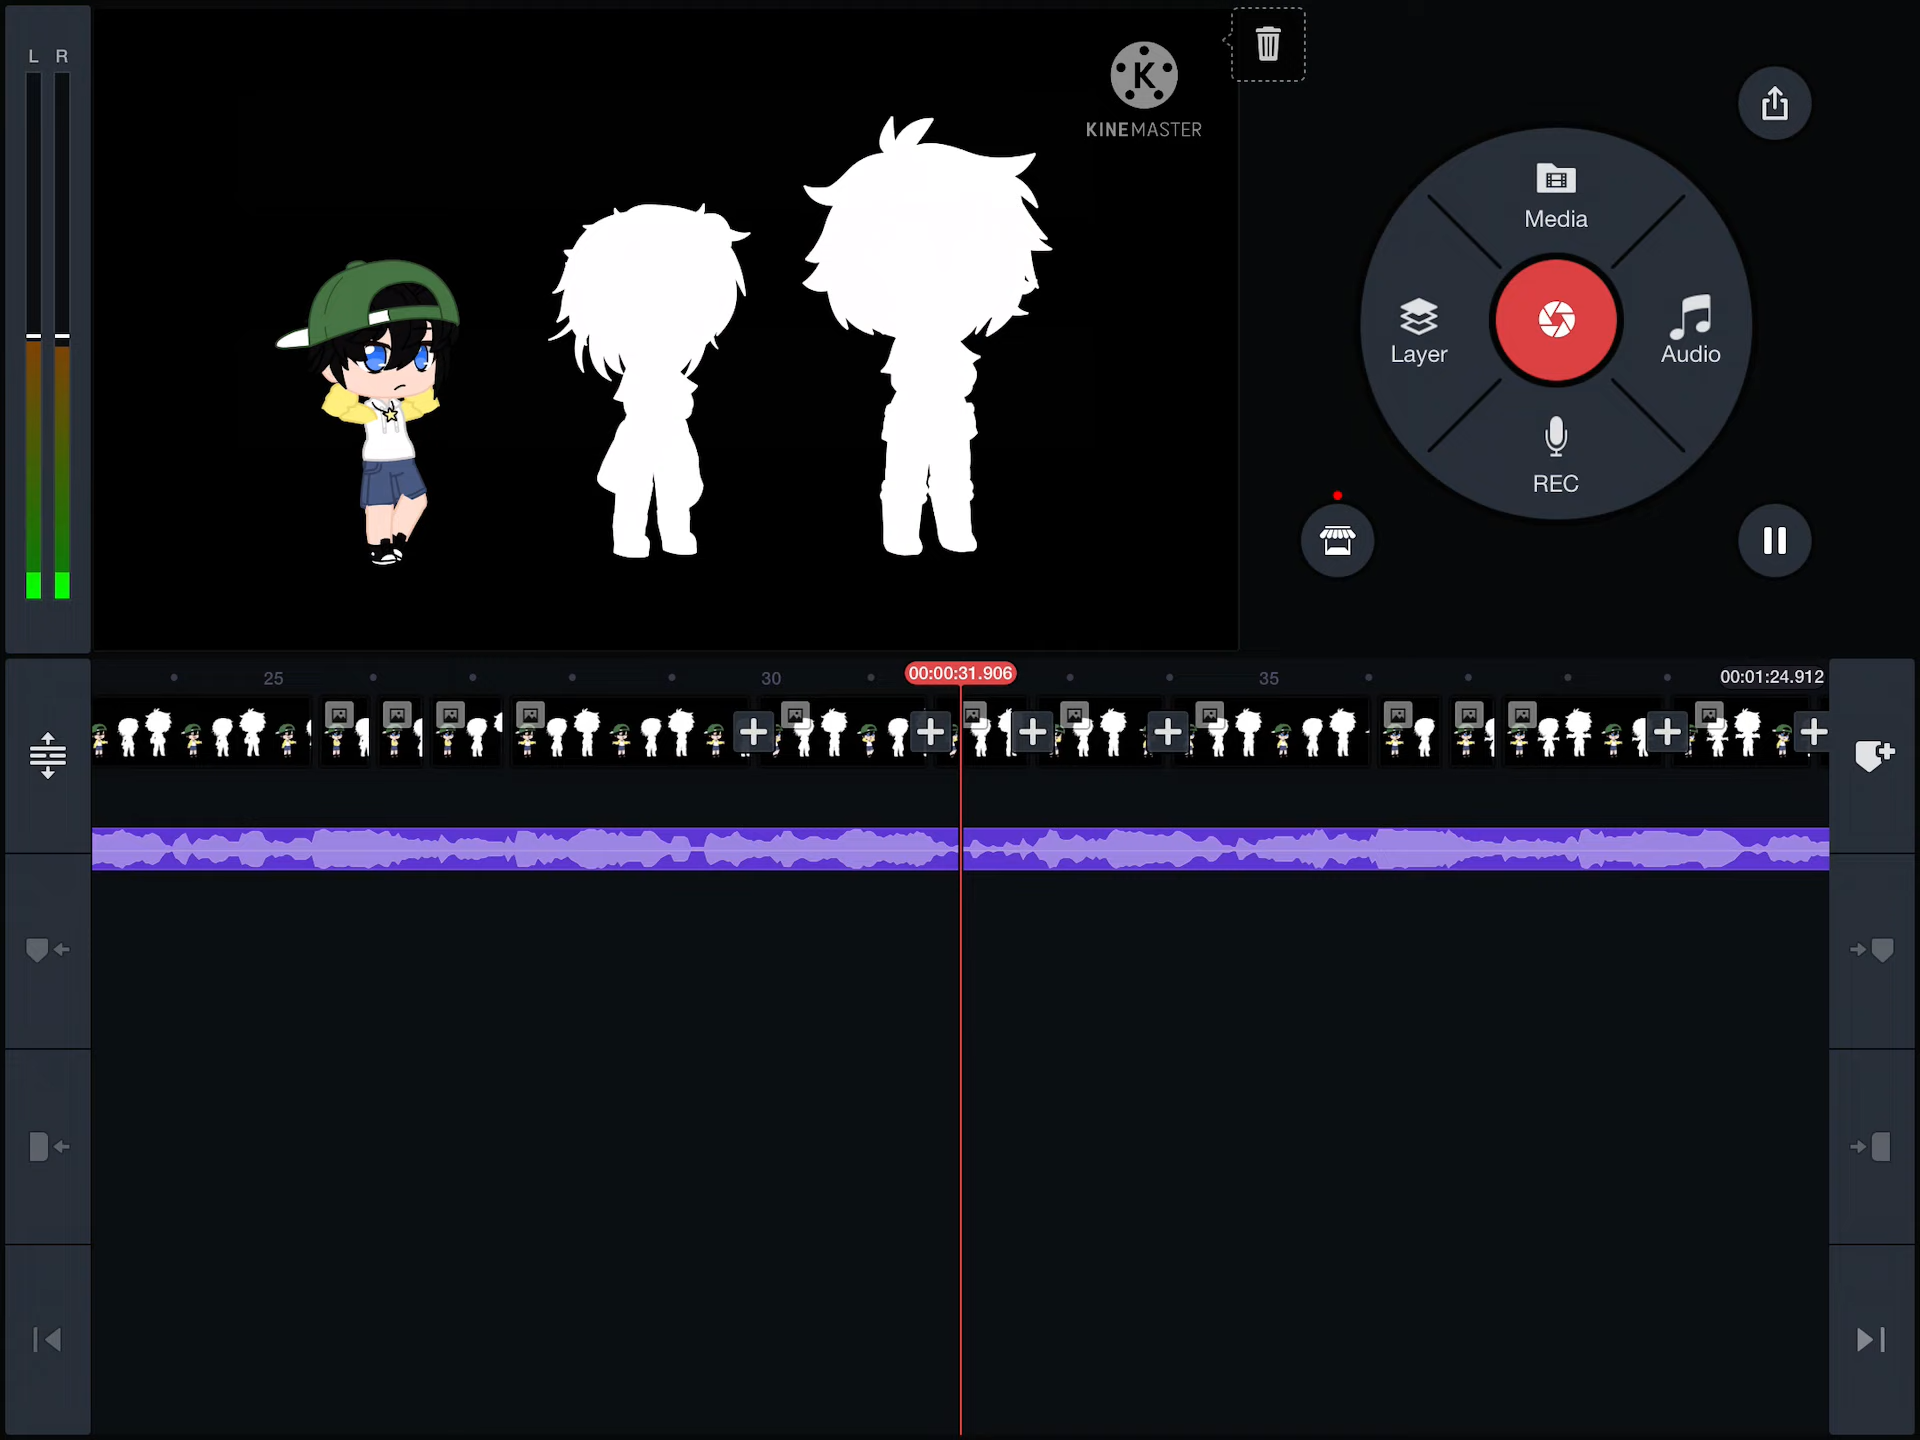 L R
K
KINEMASTER
Media
Layer
Audio
REC
25
30
00:00:31.906
35
00:01:24.912